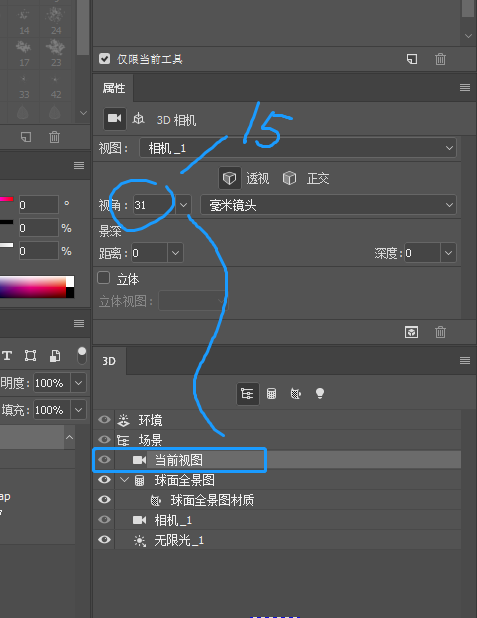 14 24
17 23
33 42
仅限当前工具
属性
3D 相机
15
视图: 相机_1
透视 正交
视角: 31 毫米镜头
0 °
0 %
0 %
景深
距离: 0 深度: 0
立体
立体视图:
3D
T
明度: 100%
填充: 100%
环境
场景
当前视图
球面全景图
ap
球面全景图材质
相机_1
无限光_1